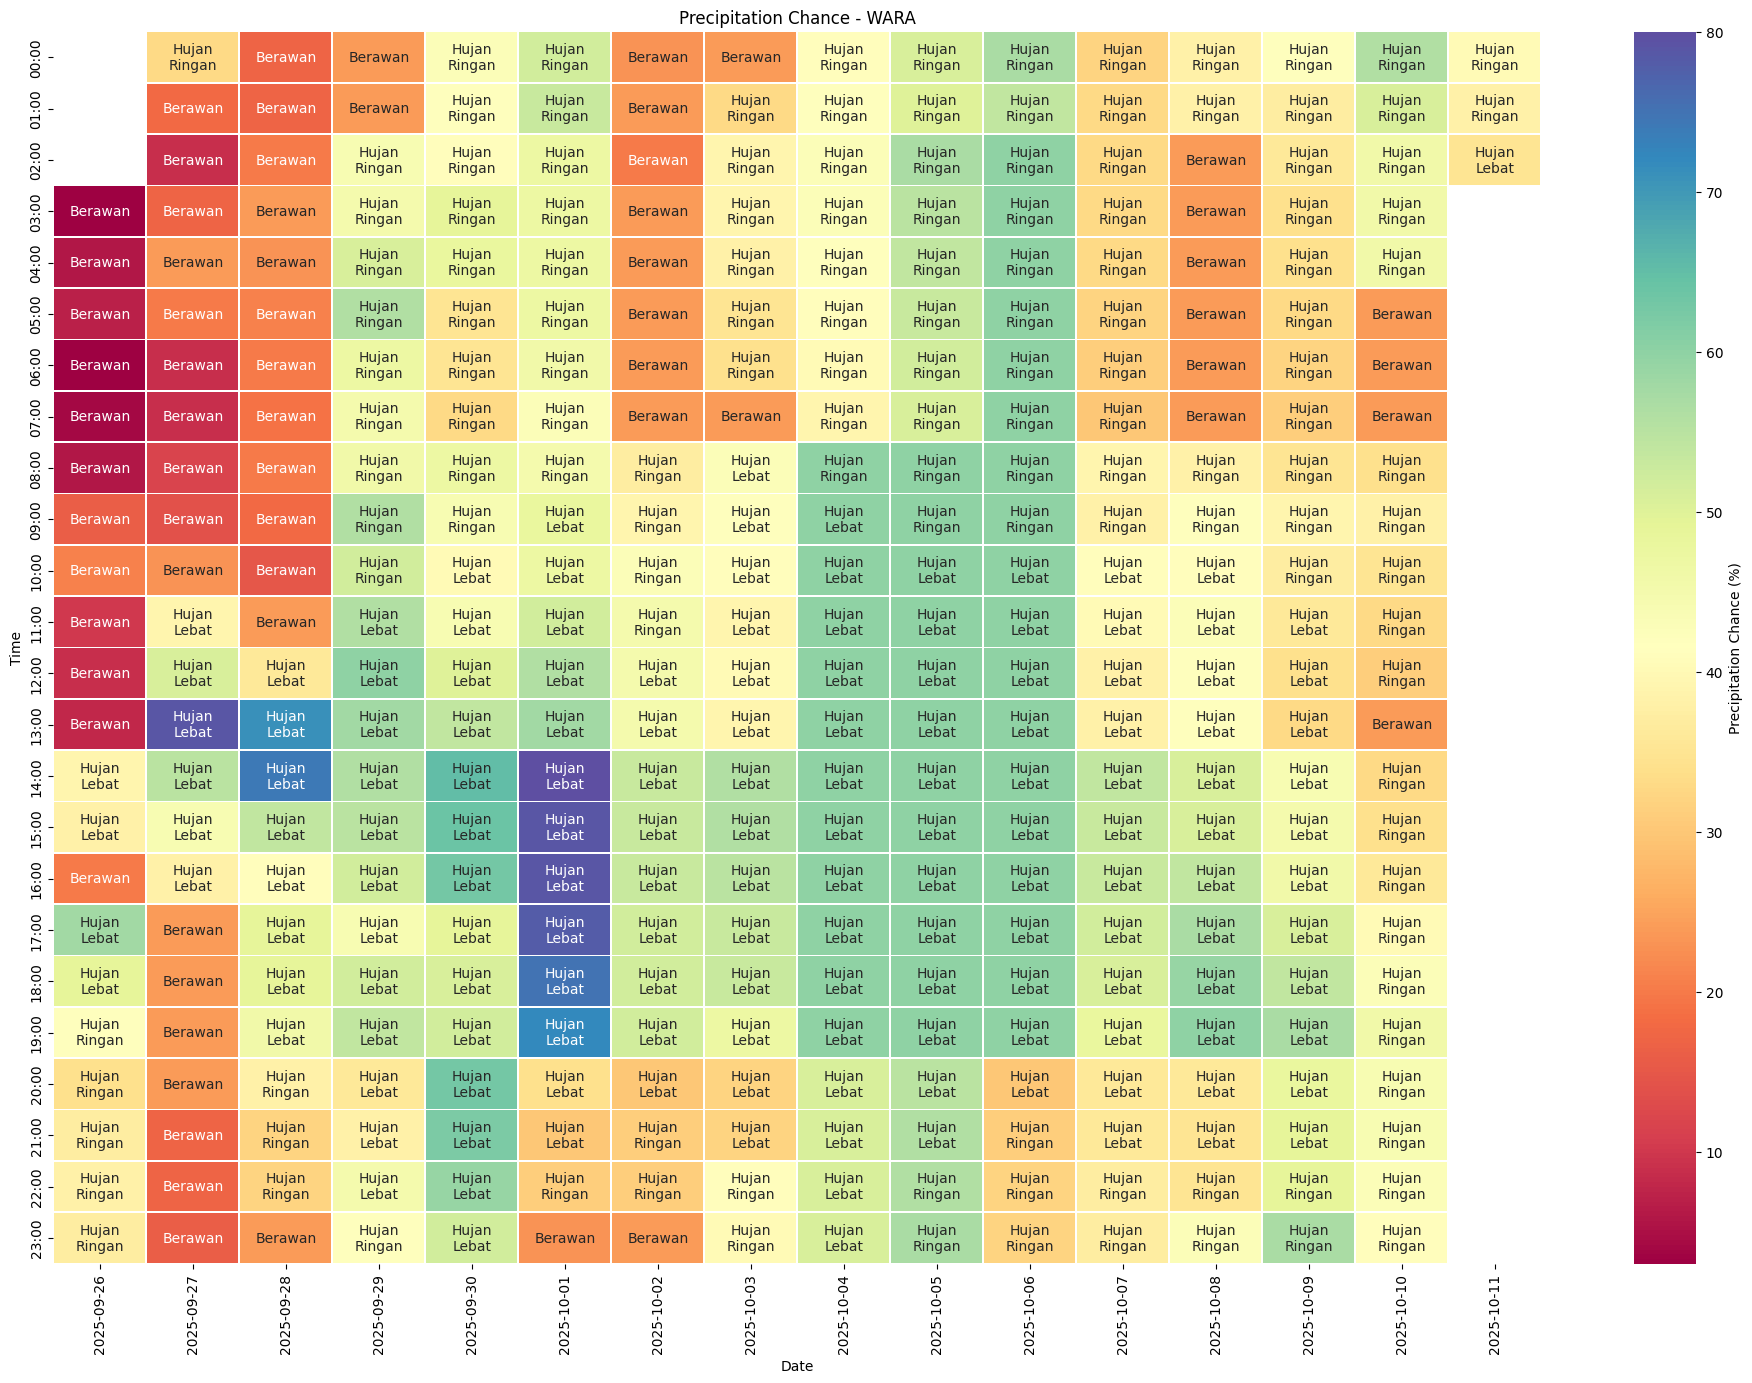 Precipitation Chance - WARA
00:00 Hujan Ringan Berawan Berawan Hujan Ringan Hujan Ringan Berawan Berawan Hujan Ringan Hujan Ringan Hujan Ringan Hujan Ringan Hujan Ringan Hujan Ringan Hujan Ringan Hujan Ringan
01:00 Berawan Berawan Berawan Hujan Ringan Hujan Ringan Berawan Hujan Ringan Hujan Ringan Hujan Ringan Hujan Ringan Hujan Ringan Hujan Ringan Hujan Ringan Hujan Ringan Hujan Ringan
02:00 Berawan Berawan Hujan Ringan Hujan Ringan Hujan Ringan Berawan Hujan Ringan Hujan Ringan Hujan Ringan Hujan Ringan Hujan Ringan Berawan Hujan Ringan Hujan Ringan Hujan Lebat
03:00 Berawan Berawan Berawan Hujan Ringan Hujan Ringan Hujan Ringan Berawan Hujan Ringan Hujan Ringan Hujan Ringan Hujan Ringan Hujan Ringan Berawan Hujan Ringan Hujan Ringan
04:00 Berawan Berawan Berawan Hujan Ringan Hujan Ringan Hujan Ringan Berawan Hujan Ringan Hujan Ringan Hujan Ringan Hujan Ringan Hujan Ringan Berawan Hujan Ringan Hujan Ringan
05:00 Berawan Berawan Berawan Hujan Ringan Hujan Ringan Hujan Ringan Berawan Hujan Ringan Hujan Ringan Hujan Ringan Hujan Ringan Hujan Ringan Berawan Hujan Ringan Berawan
06:00 Berawan Berawan Berawan Hujan Ringan Hujan Ringan Hujan Ringan Berawan Hujan Ringan Hujan Ringan Hujan Ringan Hujan Ringan Hujan Ringan Berawan Hujan Ringan Berawan
07:00 Berawan Berawan Berawan Hujan Ringan Hujan Ringan Hujan Ringan Berawan Berawan Hujan Ringan Hujan Ringan Hujan Ringan Hujan Ringan Berawan Hujan Ringan Berawan
08:00 Berawan Berawan Berawan Hujan Ringan Hujan Ringan Hujan Ringan Hujan Ringan Hujan Lebat Hujan Ringan Hujan Ringan Hujan Ringan Hujan Ringan Hujan Ringan Hujan Ringan Hujan Ringan
09:00 Berawan Berawan Berawan Hujan Ringan Hujan Ringan Hujan Lebat Hujan Ringan Hujan Lebat Hujan Lebat Hujan Ringan Hujan Ringan Hujan Ringan Hujan Ringan Hujan Ringan Hujan Ringan
10:00 Berawan Berawan Berawan Hujan Ringan Hujan Lebat Hujan Lebat Hujan Ringan Hujan Lebat Hujan Lebat Hujan Lebat Hujan Lebat Hujan Lebat Hujan Lebat Hujan Ringan Hujan Ringan
11:00 Berawan Hujan Lebat Berawan Hujan Lebat Hujan Lebat Hujan Lebat Hujan Ringan Hujan Lebat Hujan Lebat Hujan Lebat Hujan Lebat Hujan Lebat Hujan Lebat Hujan Lebat Hujan Ringan
12:00 Berawan Hujan Lebat Hujan Lebat Hujan Lebat Hujan Lebat Hujan Lebat Hujan Lebat Hujan Lebat Hujan Lebat Hujan Lebat Hujan Lebat Hujan Lebat Hujan Lebat Hujan Lebat Hujan Ringan
13:00 Berawan Hujan Lebat Hujan Lebat Hujan Lebat Hujan Lebat Hujan Lebat Hujan Lebat Hujan Lebat Hujan Lebat Hujan Lebat Hujan Lebat Hujan Lebat Hujan Lebat Hujan Lebat Berawan
14:00 Hujan Lebat Hujan Lebat Hujan Lebat Hujan Lebat Hujan Lebat Hujan Lebat Hujan Lebat Hujan Lebat Hujan Lebat Hujan Lebat Hujan Lebat Hujan Lebat Hujan Lebat Hujan Lebat Hujan Ringan
15:00 Hujan Lebat Hujan Lebat Hujan Lebat Hujan Lebat Hujan Lebat Hujan Lebat Hujan Lebat Hujan Lebat Hujan Lebat Hujan Lebat Hujan Lebat Hujan Lebat Hujan Lebat Hujan Lebat Hujan Ringan
16:00 Berawan Hujan Lebat Hujan Lebat Hujan Lebat Hujan Lebat Hujan Lebat Hujan Lebat Hujan Lebat Hujan Lebat Hujan Lebat Hujan Lebat Hujan Lebat Hujan Lebat Hujan Lebat Hujan Ringan
17:00 Hujan Lebat Berawan Hujan Lebat Hujan Lebat Hujan Lebat Hujan Lebat Hujan Lebat Hujan Lebat Hujan Lebat Hujan Lebat Hujan Lebat Hujan Lebat Hujan Lebat Hujan Lebat Hujan Ringan
18:00 Hujan Lebat Berawan Hujan Lebat Hujan Lebat Hujan Lebat Hujan Lebat Hujan Lebat Hujan Lebat Hujan Lebat Hujan Lebat Hujan Lebat Hujan Lebat Hujan Lebat Hujan Lebat Hujan Ringan
19:00 Hujan Ringan Berawan Hujan Lebat Hujan Lebat Hujan Lebat Hujan Lebat Hujan Lebat Hujan Lebat Hujan Lebat Hujan Lebat Hujan Lebat Hujan Lebat Hujan Lebat Hujan Lebat Hujan Ringan
20:00 Hujan Ringan Berawan Hujan Ringan Hujan Lebat Hujan Lebat Hujan Lebat Hujan Lebat Hujan Lebat Hujan Lebat Hujan Lebat Hujan Lebat Hujan Lebat Hujan Lebat Hujan Lebat Hujan Ringan
21:00 Hujan Ringan Berawan Hujan Ringan Hujan Lebat Hujan Lebat Hujan Lebat Hujan Ringan Hujan Lebat Hujan Lebat Hujan Lebat Hujan Ringan Hujan Lebat Hujan Lebat Hujan Lebat Hujan Ringan
22:00 Hujan Ringan Berawan Hujan Ringan Hujan Lebat Hujan Lebat Hujan Ringan Hujan Ringan Hujan Ringan Hujan Lebat Hujan Ringan Hujan Ringan Hujan Ringan Hujan Ringan Hujan Ringan Hujan Ringan
23:00 Hujan Ringan Berawan Berawan Hujan Ringan Hujan Lebat Berawan Berawan Hujan Ringan Hujan Lebat Hujan Ringan Hujan Ringan Hujan Ringan Hujan Ringan Hujan Ringan Hujan Ringan
Time
2025-09-26 2025-09-27 2025-09-28 2025-09-29 2025-09-30 2025-10-01 2025-10-02 2025-10-03 2025-10-04 2025-10-05 2025-10-06 2025-10-07 2025-10-08 2025-10-09 2025-10-10 2025-10-11
Date
80
70
60
50
40
30
20
10
Precipitation Chance (%)